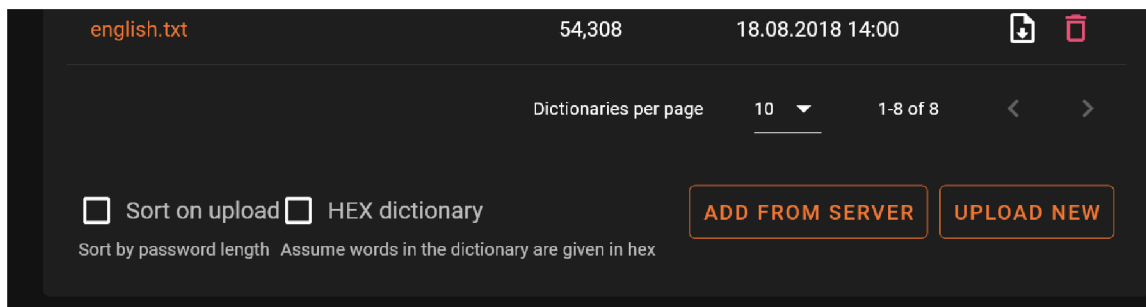 english.txt 54,308 18.08.2018 14:00
Dictionaries per page 10 1-8 of 8
Sort on upload HEX dictionary ADD FROM SERVER UPLOAD NEW
Sort by password length Assume words in the dictionary are given in hex